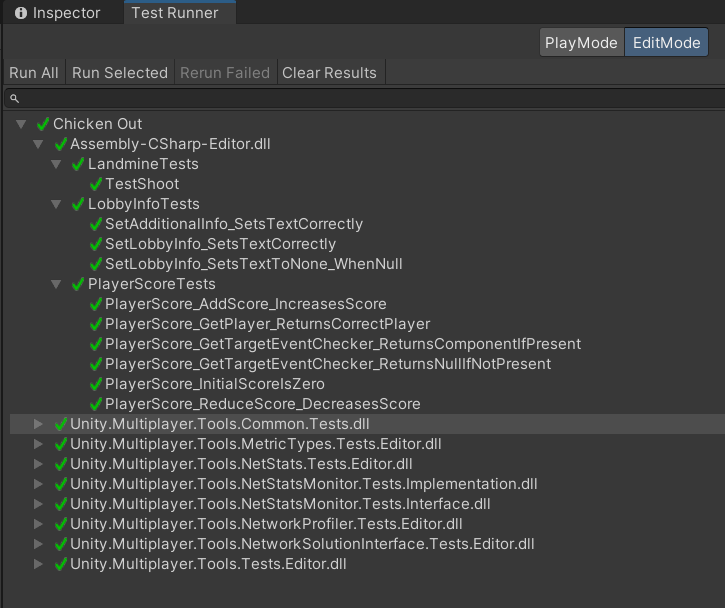 Inspector Test Runner
PlayMode EditMode
Run All Run Selected Rerun Failed Clear Results
Chicken Out
Assembly-CSharp-Editor.dll
LandmineTests
TestShoot
LobbyInfoTests
SetAdditionalInfo_SetsTextCorrectly
SetLobbyInfo_SetsTextCorrectly
SetLobbyInfo_SetsTextToNone_WhenNull
PlayerScoreTests
PlayerScore_AddScore_IncreasesScore
PlayerScore_GetPlayer_ReturnsCorrectPlayer
PlayerScore_GetTargetEventChecker_ReturnsComponentIfPresent
PlayerScore_GetTargetEventChecker_ReturnsNullIfNotPresent
PlayerScore_InitialScoreIsZero
PlayerScore_ReduceScore_DecreasesScore
Unity.Multiplayer.Tools.Common.Tests.dll
Unity.Multiplayer.Tools.MetricTypes.Tests.Editor.dll
Unity.Multiplayer.Tools.NetStats.Tests.Editor.dll
Unity.Multiplayer.Tools.NetStatsMonitor.Tests.Implementation.dll
Unity.Multiplayer.Tools.NetStatsMonitor.Tests.Interface.dll
Unity.Multiplayer.Tools.NetworkProfiler.Tests.Editor.dll
Unity.Multiplayer.Tools.NetworkSolutionInterface.Tests.Editor.dll
Unity.Multiplayer.Tools.Tests.Editor.dll